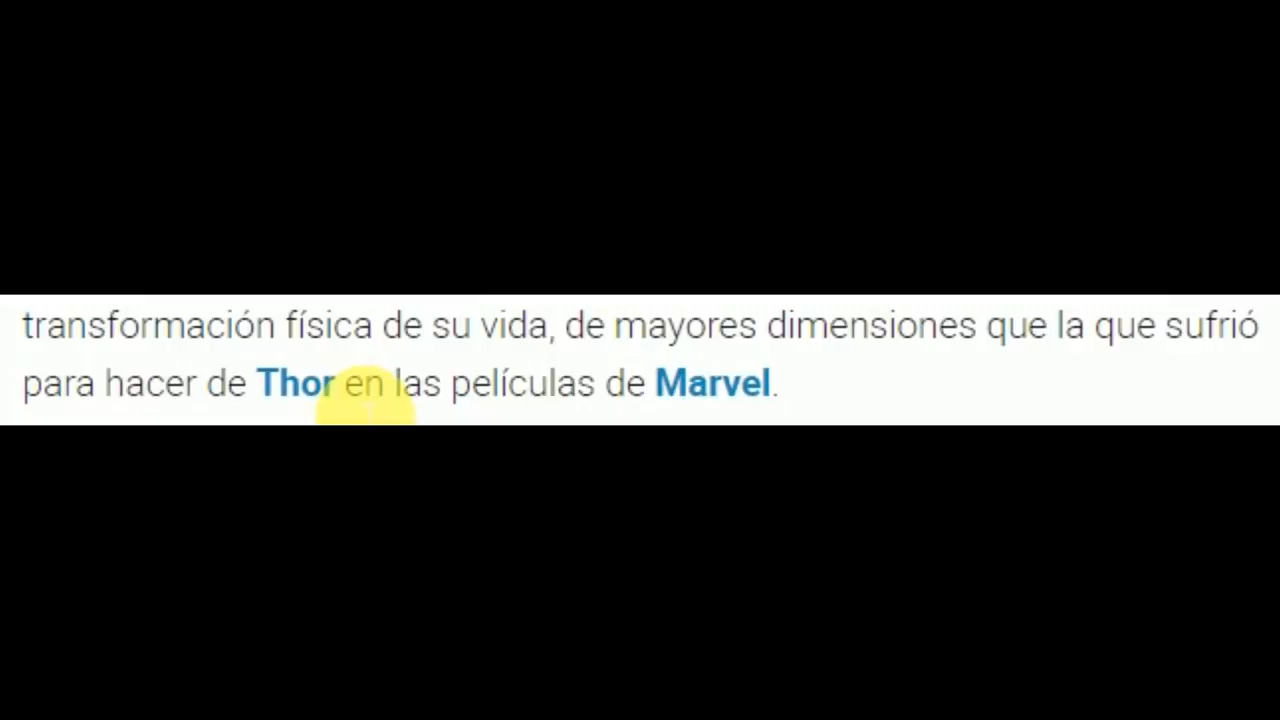 transformación física de su vida, de mayores dimensiones que la que sufrió
para hacer de Thor en las películas de Marvel.